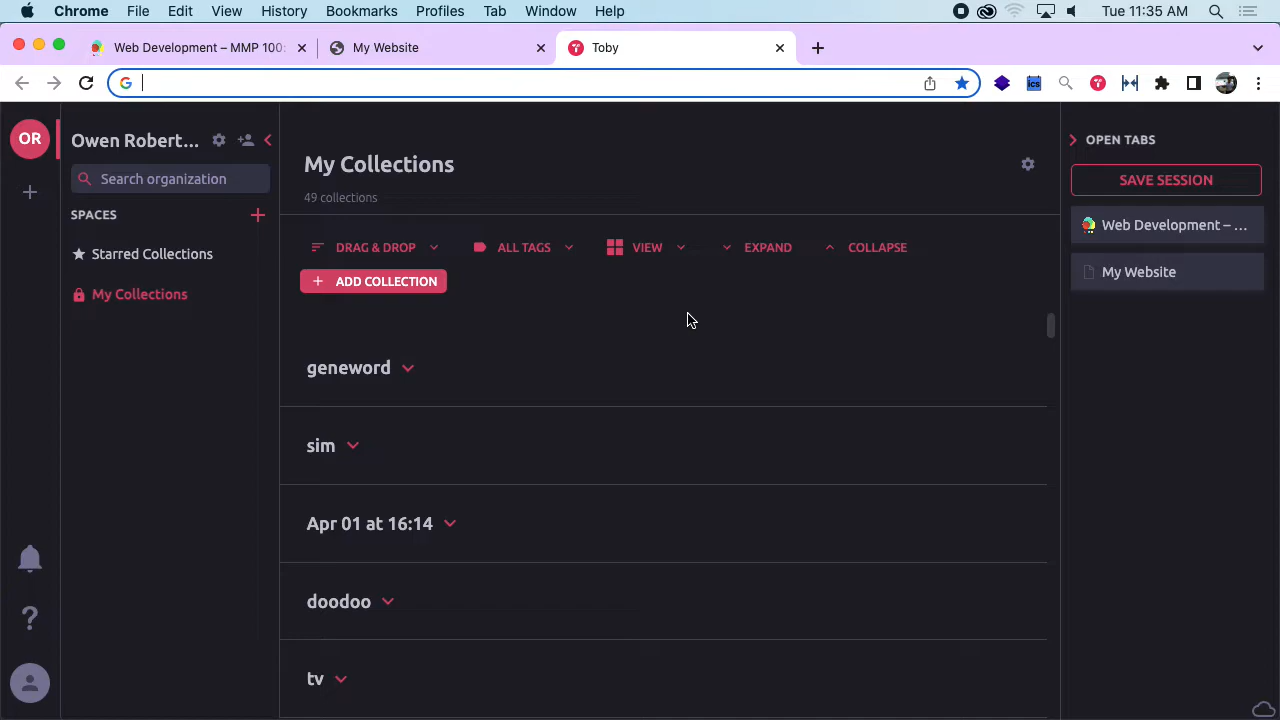 Chrome File Edit View History Bookmarks Profiles Tab Window Help Tue 11:35 AM
Web Development – MMP 100: My Website Toby
OR
Owen Robert...
Search organization
SPACES
Starred Collections
My Collections
My Collections
49 collections
DRAG & DROP ALL TAGS VIEW EXPAND COLLAPSE
ADD COLLECTION
geneword
sim
Apr 01 at 16:14
doodoo
tv
OPEN TABS
SAVE SESSION
Web Development – ...
My Website